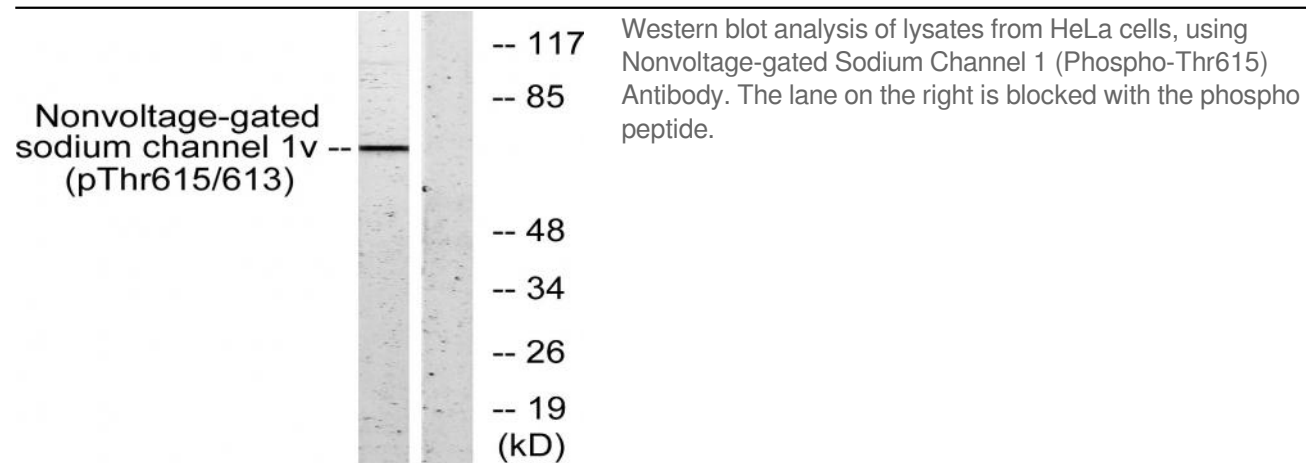 Nonvoltage-gated
sodium channel 1v --
(pThr615/613)
-- 117
-- 85
-- 48
-- 34
-- 26
-- 19
(kD)
Western blot analysis of lysates from HeLa cells, using
Nonvoltage-gated Sodium Channel 1 (Phospho-Thr615)
Antibody. The lane on the right is blocked with the phospho
peptide.